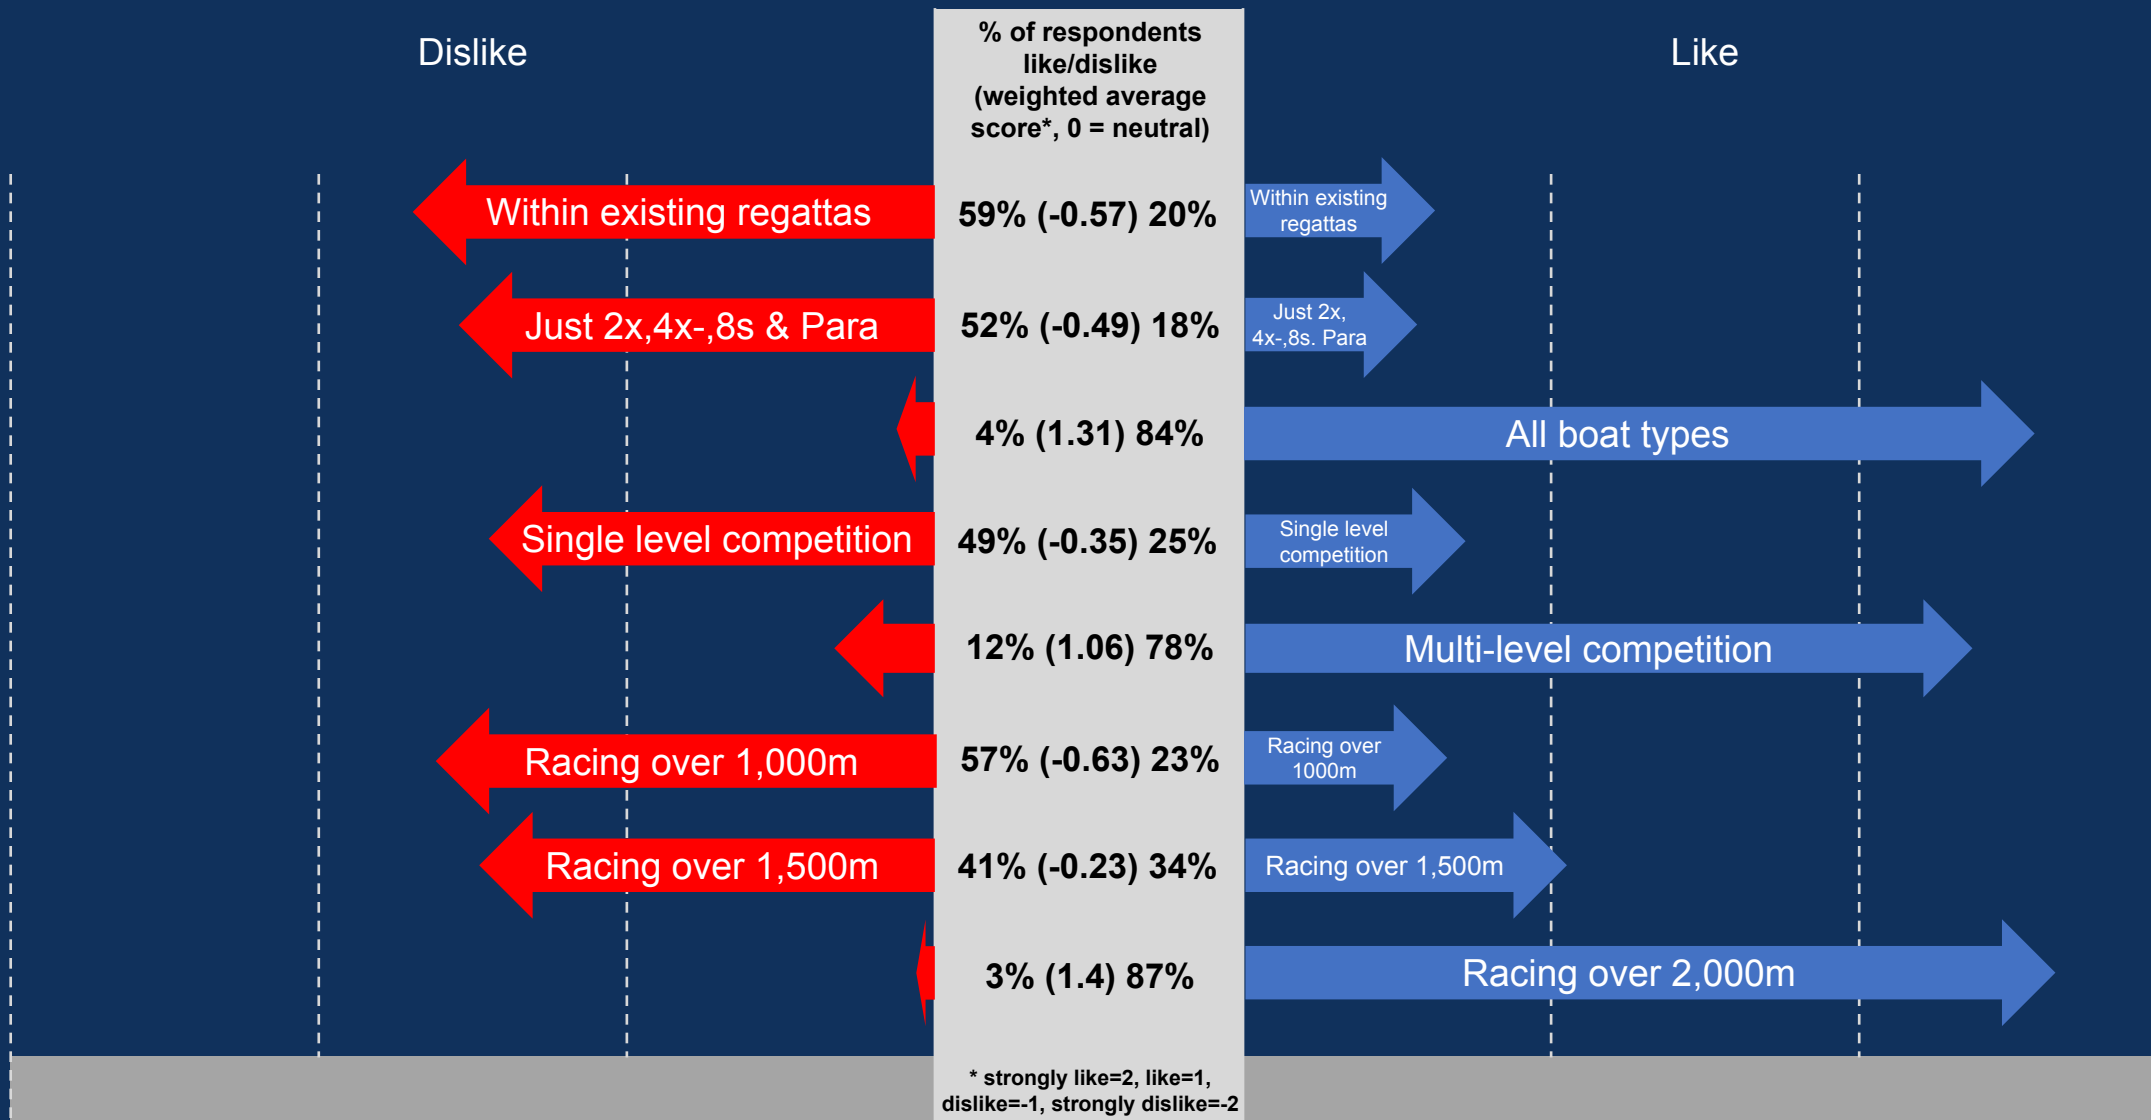 Dislike
% of respondents
like/dislike
(weighted average
score*, 0 = neutral)
Like
Within existing regattas
59% (-0.57) 20%
Within existing
regattas
Just 2x,4x-,8s & Para
52% (-0.49) 18%
Just 2x,
4x-,8s. Para
4% (1.31) 84%
All boat types
Single level competition
49% (-0.35) 25%
Single level
competition
12% (1.06) 78%
Multi-level competition
Racing over 1,000m
57% (-0.63) 23%
Racing over
1000m
Racing over 1,500m
41% (-0.23) 34%
Racing over 1,500m
3% (1.4) 87%
Racing over 2,000m
* strongly like=2, like=1,
dislike=-1, strongly dislike=-2